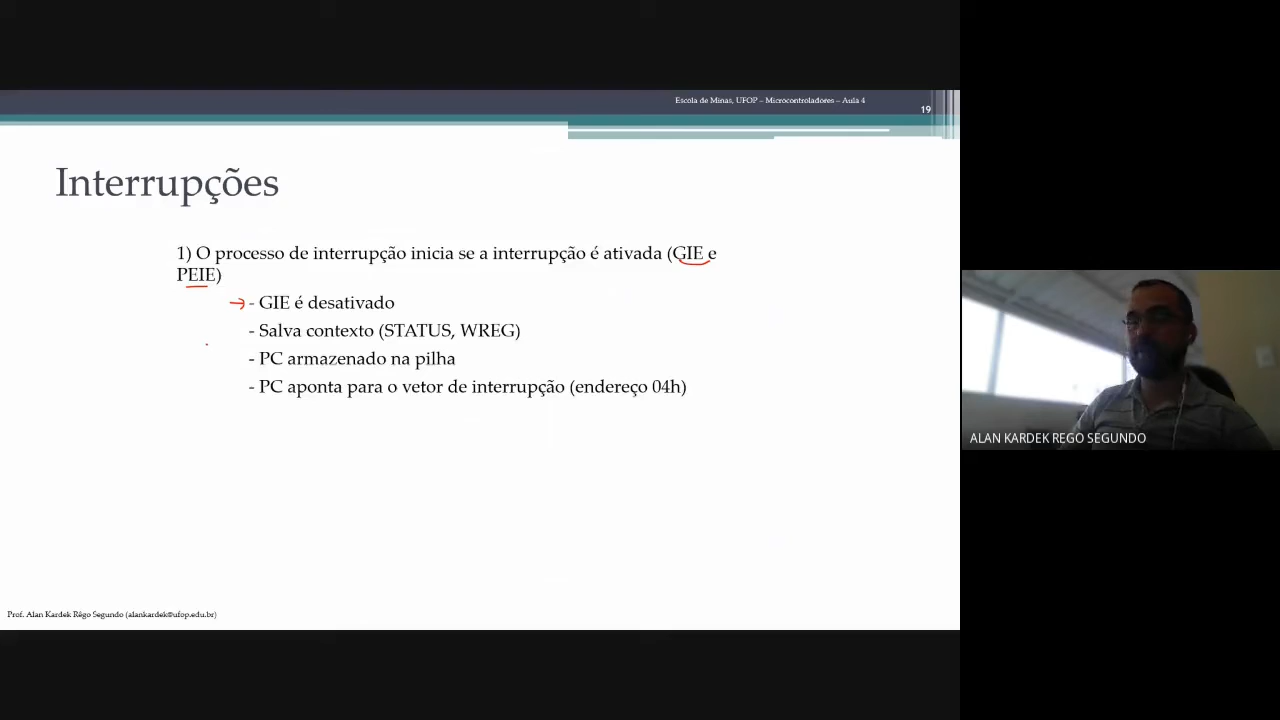 Escola de Minas, UFOP – Microcontroladores – Aula 4
19
Interrupções
1) O processo de interrupção inicia se a interrupção é ativada (GIE e
PEIE)
- GIE é desativado
- Salva contexto (STATUS, WREG)
- PC armazenado na pilha
- PC aponta para o vetor de interrupção (endereço 04h)
ALAN KARDEK REGO SEGUNDO
Prof. Alan Kardek Rêgo Segundo (alankardek@ufop.edu.br)